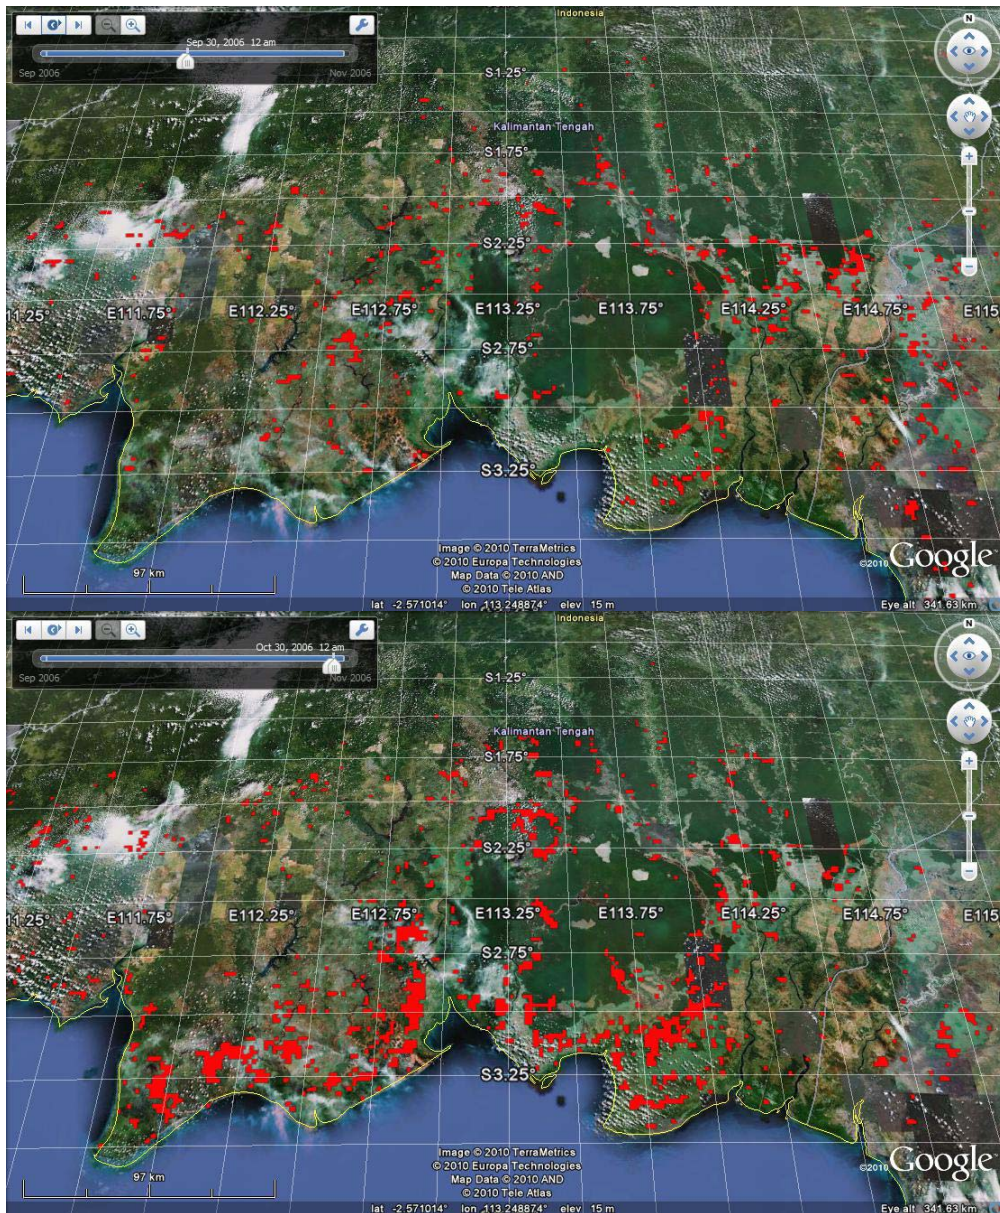 Indonesia
Sep 30, 2006 12 am
Sep 2006
Nov 2006
N
S1.25°
Kalimantan Tengah
S1.75°
S2.25°
11.25°
E111.75°
E112.25°
E112.75°
E113.25°
E113.75°
E114.25°
E114.75°
E115
S2.75°
S3.25°
Image © 2010 TerraMetrics
© 2010 Europa Technologies
Map Data © 2010 AND
© 2010 Tele Atlas
©2010 Google
97 km
lat -2.571014° lon 113.248874° elev 15 m
Eye alt 341.63 km
Indonesia
Oct 30, 2006 12 am
Sep 2006
Nov 2006
N
S1.25°
Kalimantan Tengah
S1.75°
S2.25°
11.25°
E111.75°
E112.25°
E112.75°
E113.25°
E113.75°
E114.25°
E114.75°
E115
S2.75°
S3.25°
Image © 2010 TerraMetrics
© 2010 Europa Technologies
Map Data © 2010 AND
© 2010 Tele Atlas
©2010 Google
97 km
lat -2.571014° lon 113.248874° elev 15 m
Eye alt 341.63 km